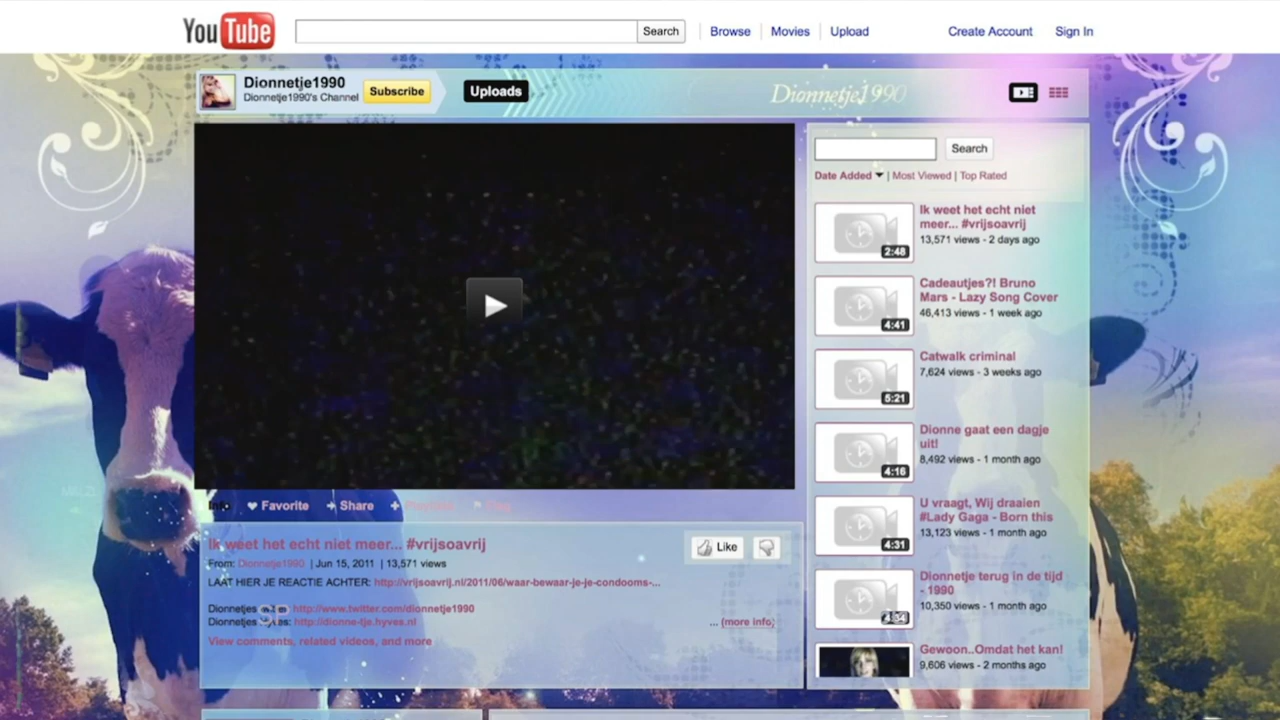 YouTube
Search
Browse
Movies
Upload
Create Account
Sign In
Dionnetje1990
Dionnetje1990's Channel
Subscribe
Uploads
Dionnetje1990
Search
Date Added | Most Viewed | Top Rated
Ik weet het echt niet
meer... #vrijsoavrij
13,571 views - 2 days ago
2:48
Cadeautjes?! Bruno
Mars - Lazy Song Cover
46,413 views - 1 week ago
4:41
Catwalk criminal
7,624 views - 3 weeks ago
5:21
Dionne gaat een dagje
uit!
8,492 views - 1 month ago
4:16
U vraagt, Wij draaien
#Lady Gaga - Born this
13,123 views - 1 month ago
4:31
Dionnetje terug in de tijd
- 1990
10,350 views - 1 month ago
Gewoon..Omdat het kan!
9,606 views - 2 months ago
Info
Favorite
Share
Playlists
Flag
Ik weet het echt niet meer... #vrijsoavrij
From: Dionnetje1990 | Jun 15, 2011 | 13,571 views
Like
LAAT HIER JE REACTIE ACHTER: http://vrijsoavrij.nl/2011/06/waar-bewaar-je-je-condooms-...
Dionnetjes http://www.twitter.com/dionnetje1990
Dionnetjes http://dionne-tje.hyves.nl
... (more info)
View comments, related videos, and more